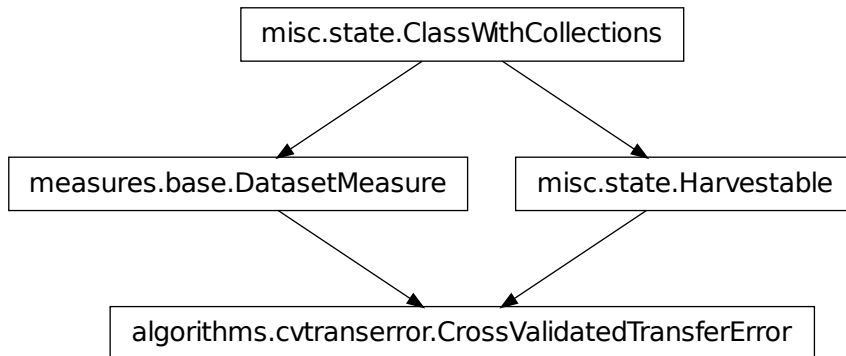 misc.state.ClassWithCollections
measures.base.DatasetMeasure
misc.state.Harvestable
algorithms.cvtranserror.CrossValidatedTransferError